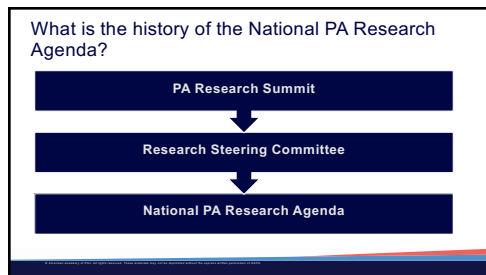 What is the history of the National PA Research
Agenda?
PA Research Summit
Research Steering Committee
National PA Research Agenda